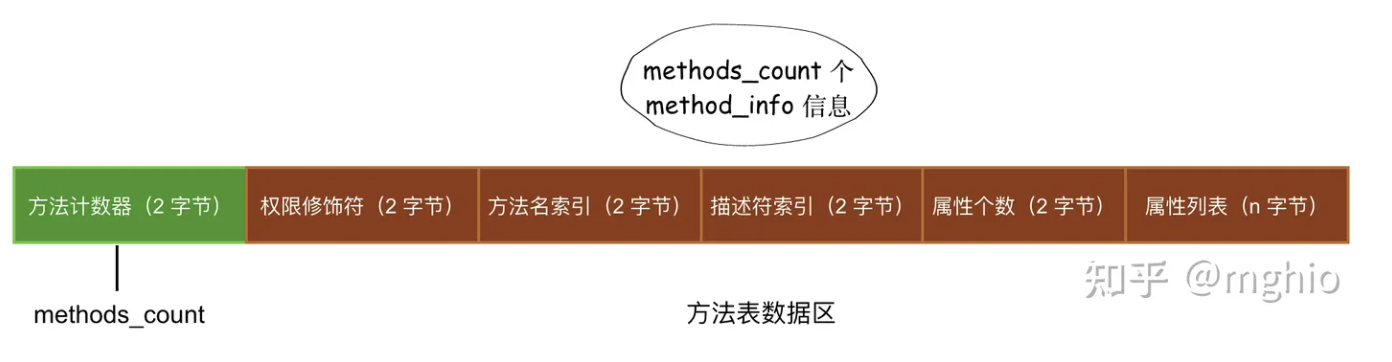 methods_count 个
method_info 信息
方法计数器（2 字节）
权限修饰符（2 字节）
方法名索引（2 字节）
描述符索引（2 字节）
属性个数（2 字节）
属性列表（n 字节）
methods_count
方法表数据区
知乎 @mghio